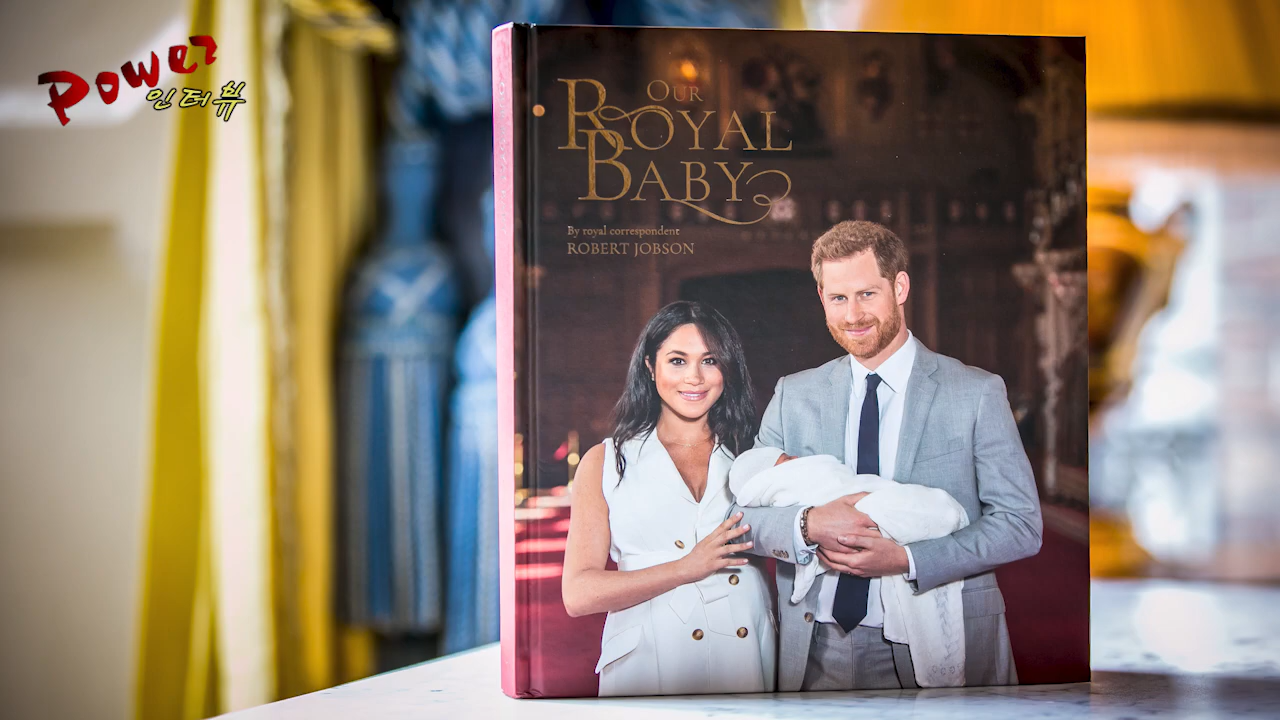 Power
인터뷰
OUR
ROYAL
BABY
By royal correspondent
ROBERT JOBSON